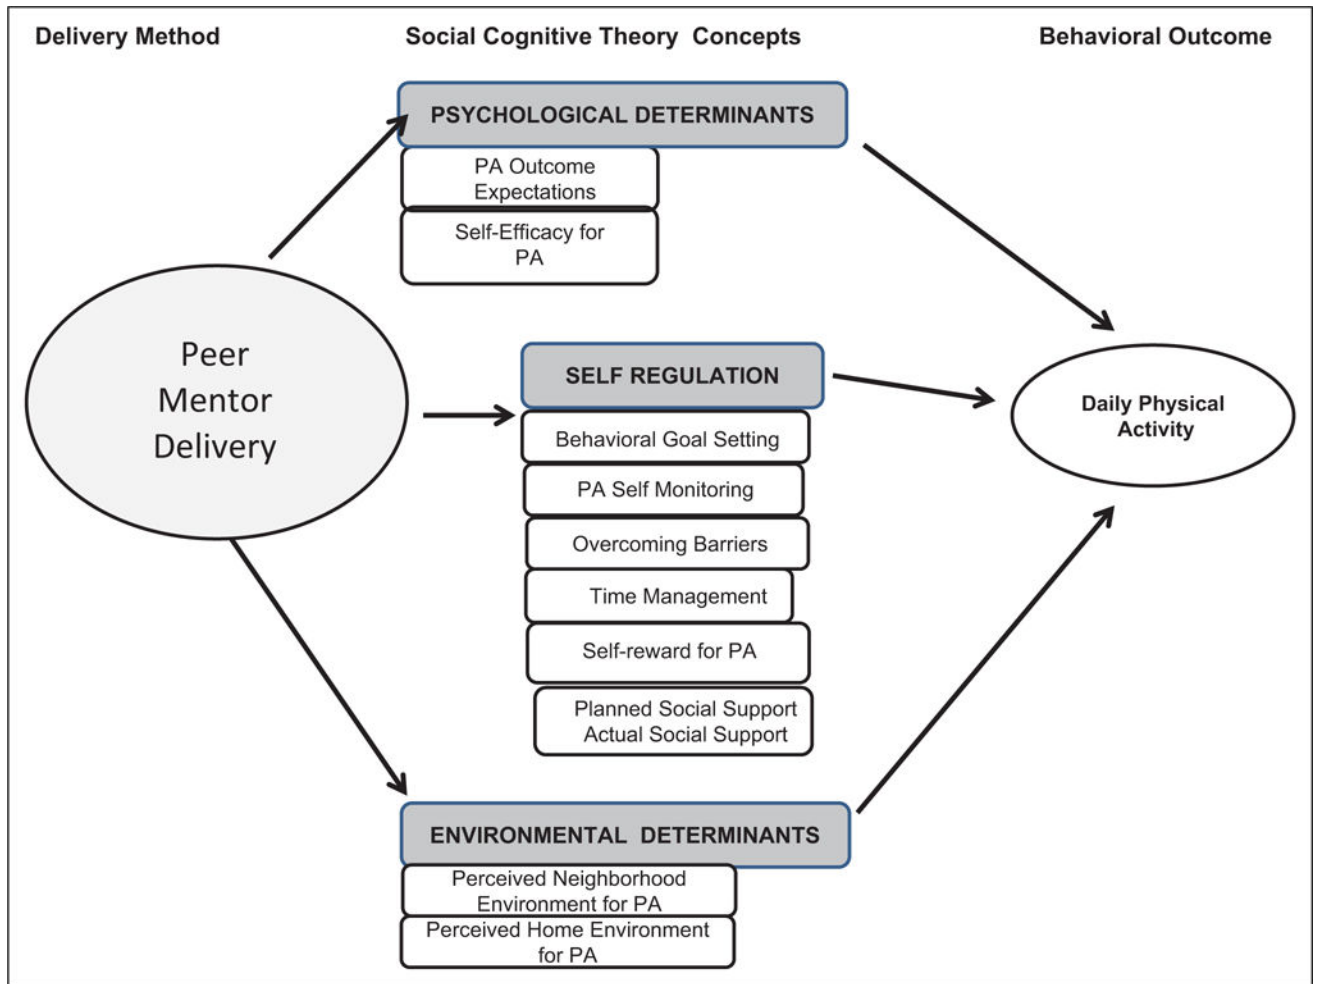 Delivery Method
Social Cognitive Theory Concepts
Behavioral Outcome
PSYCHOLOGICAL DETERMINANTS
PA Outcome
Expectations
Self-Efficacy for
PA
Peer
Mentor
Delivery
SELF REGULATION
Behavioral Goal Setting
PA Self Monitoring
Overcoming Barriers
Time Management
Self-reward for PA
Planned Social Support
Actual Social Support
Daily Physical
Activity
ENVIRONMENTAL DETERMINANTS
Perceived Neighborhood
Environment for PA
Perceived Home Environment
for PA